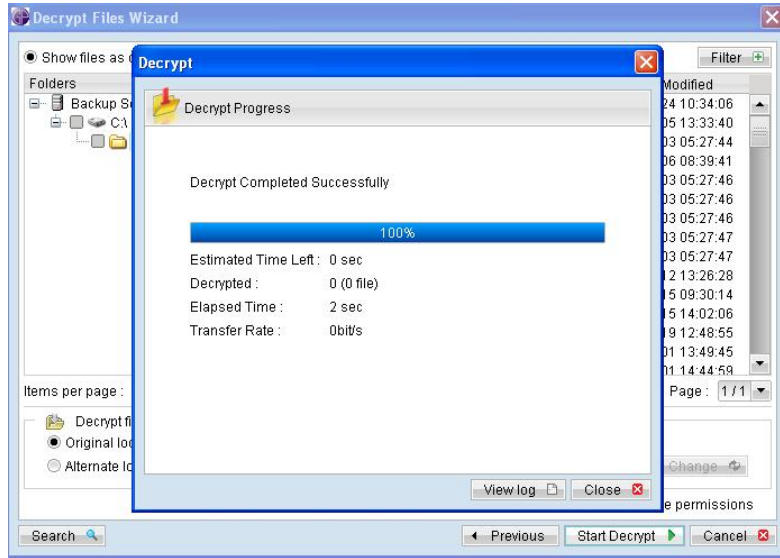 Decrypt Files Wizard
Show files as
Filter
Decrypt
Folders
Modified
Backup
C:\
Decrypt Progress
24 10:34:06
05 13:33:40
03 05:27:44
06 08:39:41
03 05:27:46
03 05:27:46
03 05:27:46
03 05:27:47
03 05:27:47
12 13:26:28
15 09:30:14
15 14:02:06
19 12:48:55
01 13:49:45
01 14:44:59
Decrypt Completed Successfully
100%
Estimated Time Left : 0 sec
Decrypted : 0 (0 file)
Elapsed Time : 2 sec
Transfer Rate : 0bit/s
Items per page :
Page : 1 / 1
Decrypt
Original
Alternate
Change
View log
Close
permissions
Search
Previous
Start Decrypt
Cancel